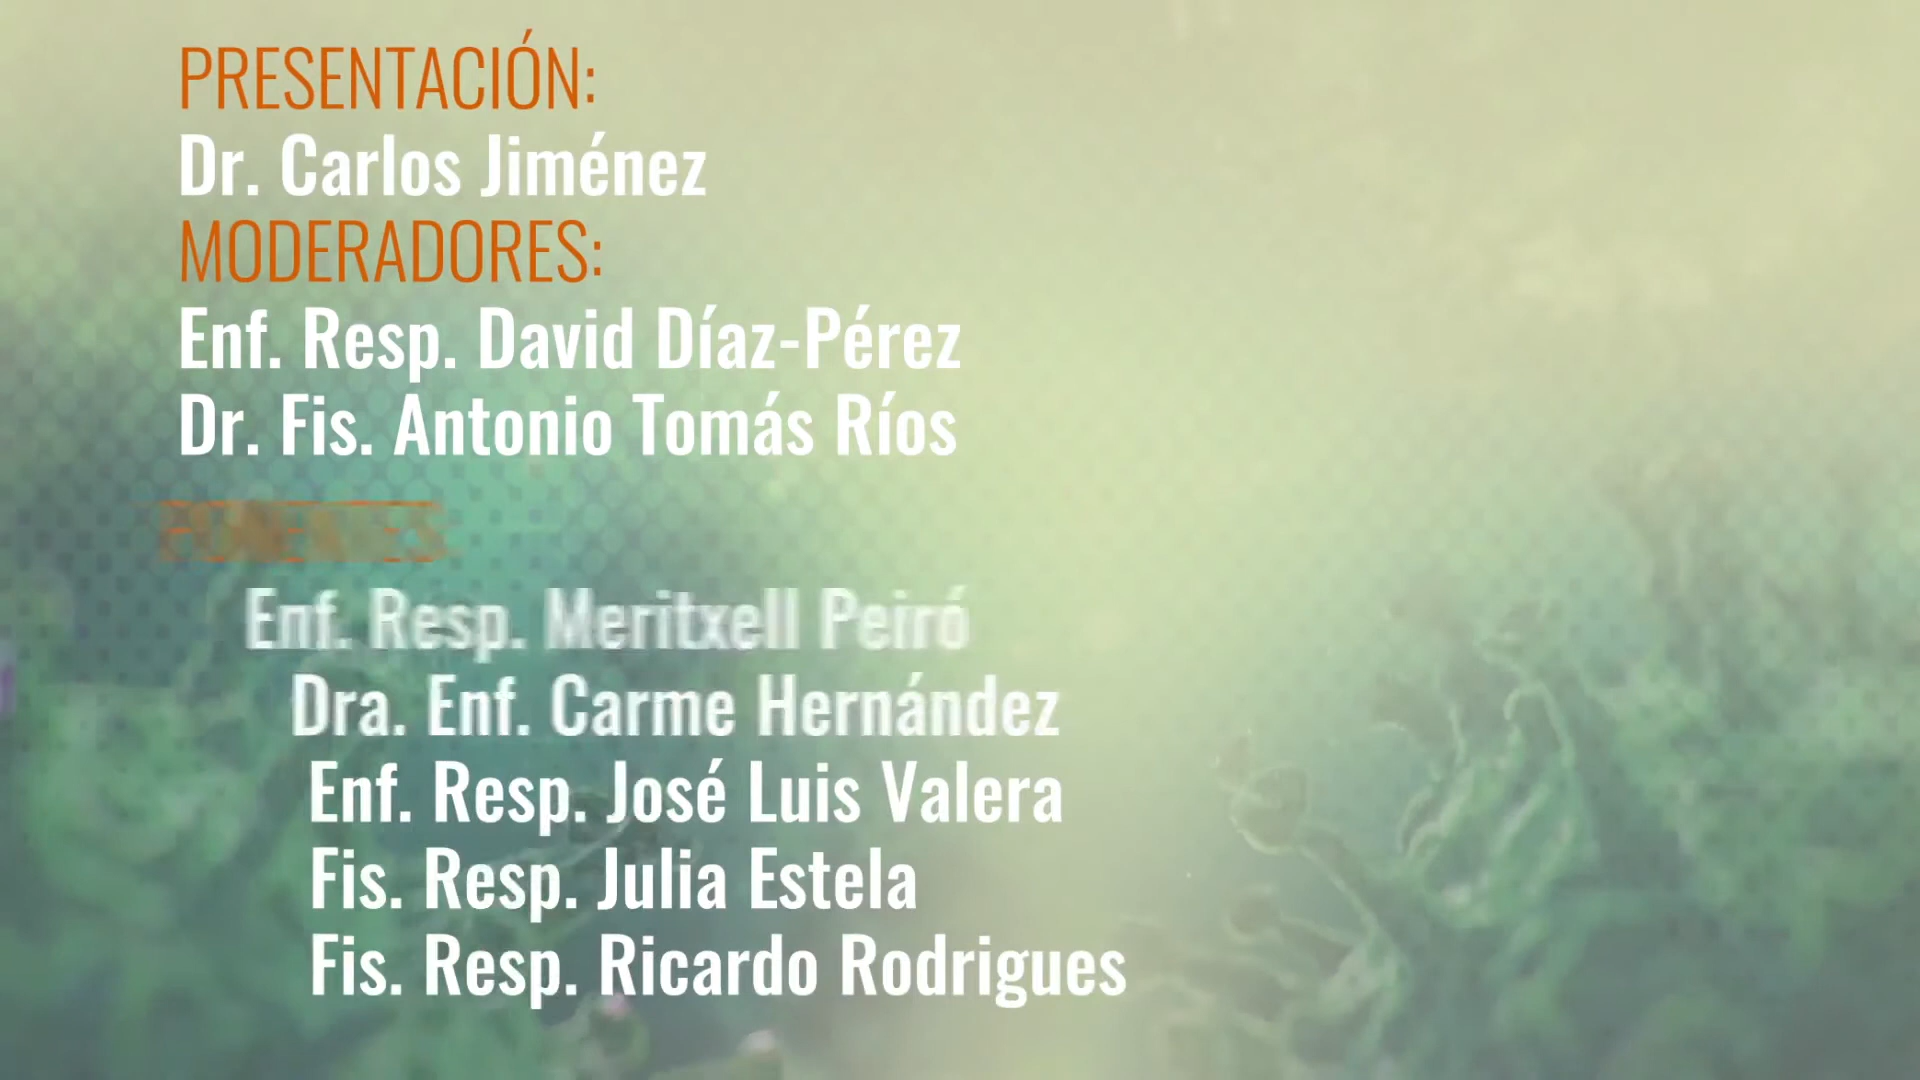 PRESENTACIÓN:
Dr. Carlos Jiménez
MODERADORES:
Enf. Resp. David Díaz-Pérez
Dr. Fis. Antonio Tomás Ríos
PONENTES
Enf. Resp. Meritxell Peiró
Dra. Enf. Carme Hernández
Enf. Resp. José Luis Valera
Fis. Resp. Julia Estela
Fis. Resp. Ricardo Rodrigues